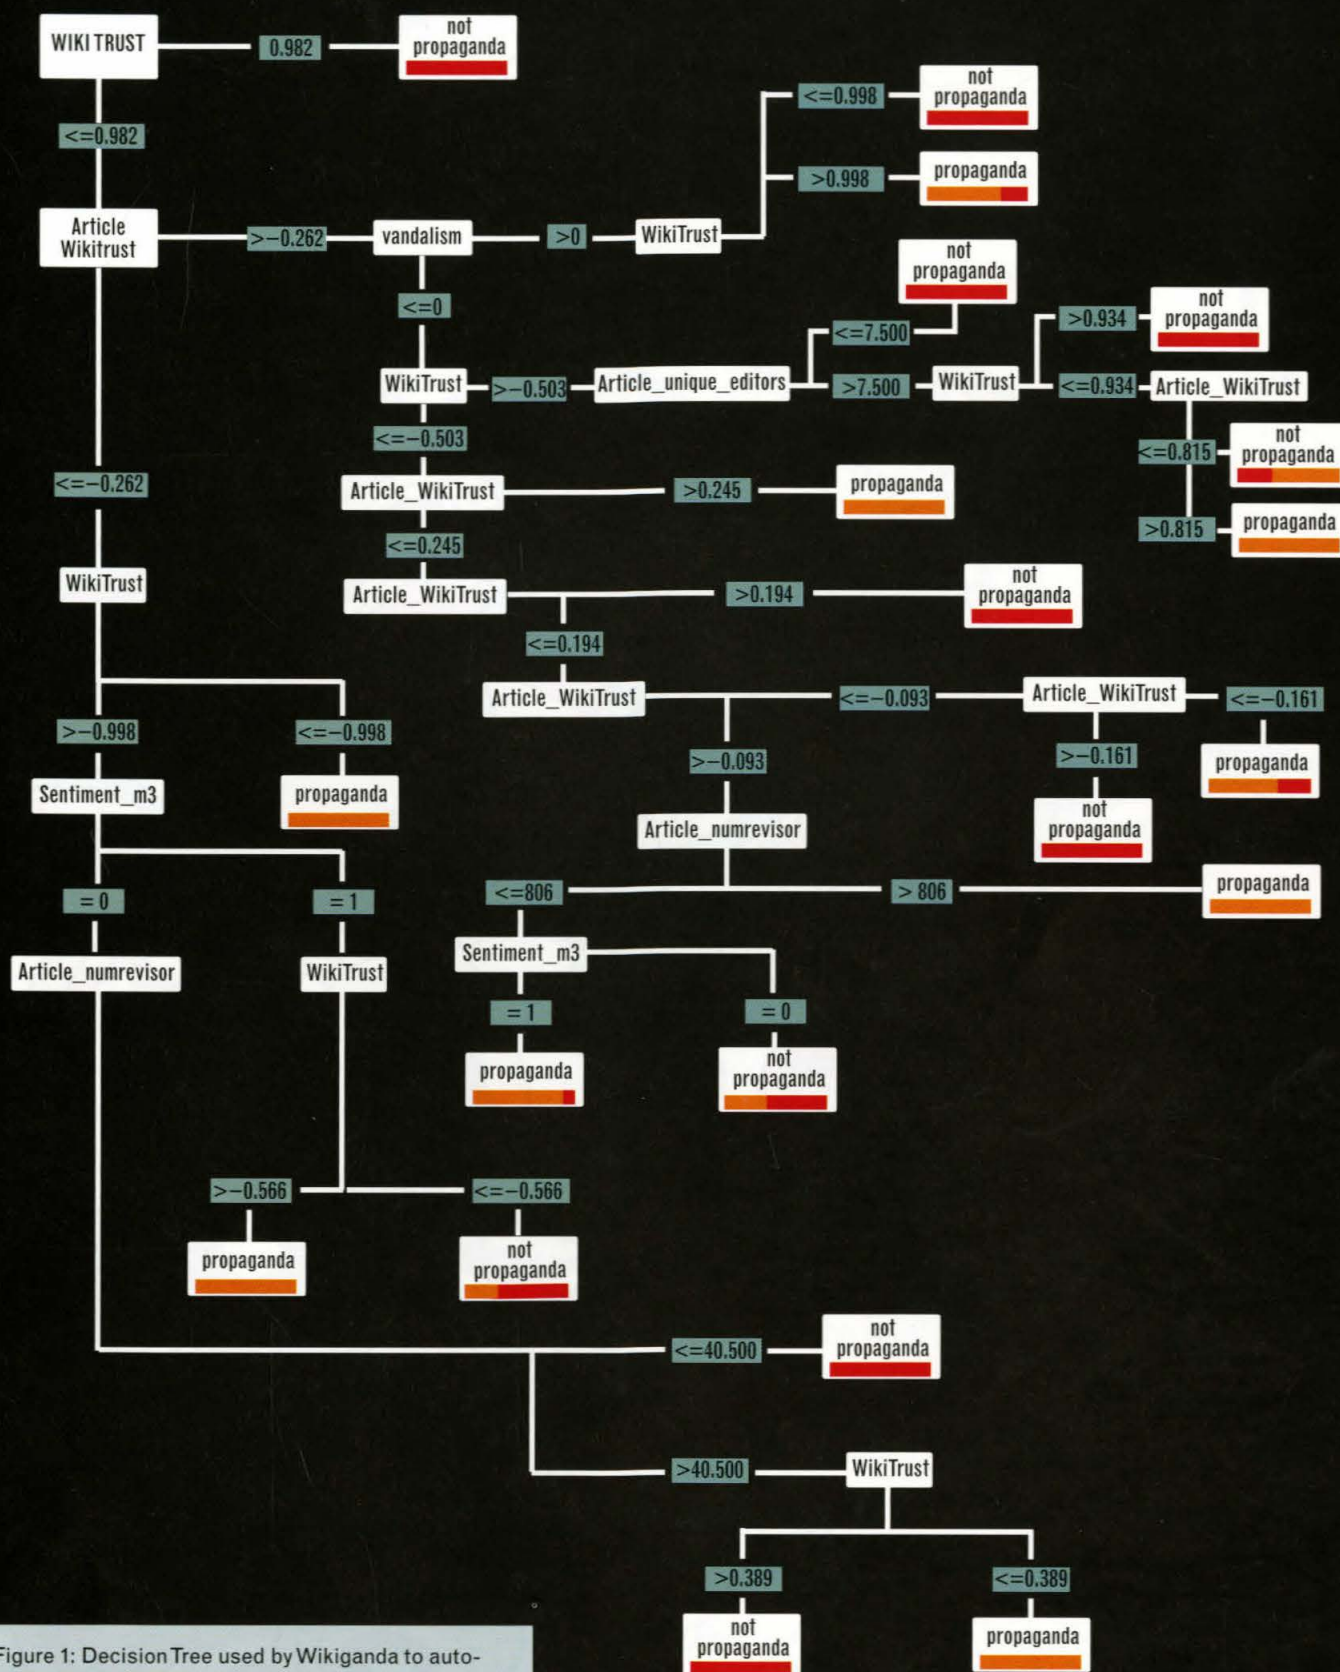 WIKI TRUST
0.982
not
propaganda
<=0.982
<=0.998
not
propaganda
>0.998
propaganda
Article
Wikitrust
>-0.262
vandalism
>0
WikiTrust
not
propaganda
<=0
<=7.500
>0.934
not
propaganda
WikiTrust
>-0.503
Article_unique_editors
>7.500
WikiTrust
<=0.934
Article_WikiTrust
<=-0.503
<=0.815
not
propaganda
<=-0.262
Article_WikiTrust
>0.245
propaganda
>0.815
propaganda
<=0.245
WikiTrust
Article_WikiTrust
>0.194
not
propaganda
<=0.194
Article_WikiTrust
<=-0.093
Article_WikiTrust
<=-0.161
>-0.998
<=-0.998
>-0.093
>-0.161
propaganda
Sentiment_m3
propaganda
Article_numrevisor
not
propaganda
= 0
= 1
<=806
> 806
propaganda
Sentiment_m3
Article_numrevisor
WikiTrust
= 1
= 0
propaganda
not
propaganda
>-0.566
<=-0.566
propaganda
not
propaganda
<=40.500
not
propaganda
>40.500
WikiTrust
>0.389
<=0.389
not
propaganda
propaganda
Figure 1: Decision Tree used by Wikiganda to auto-